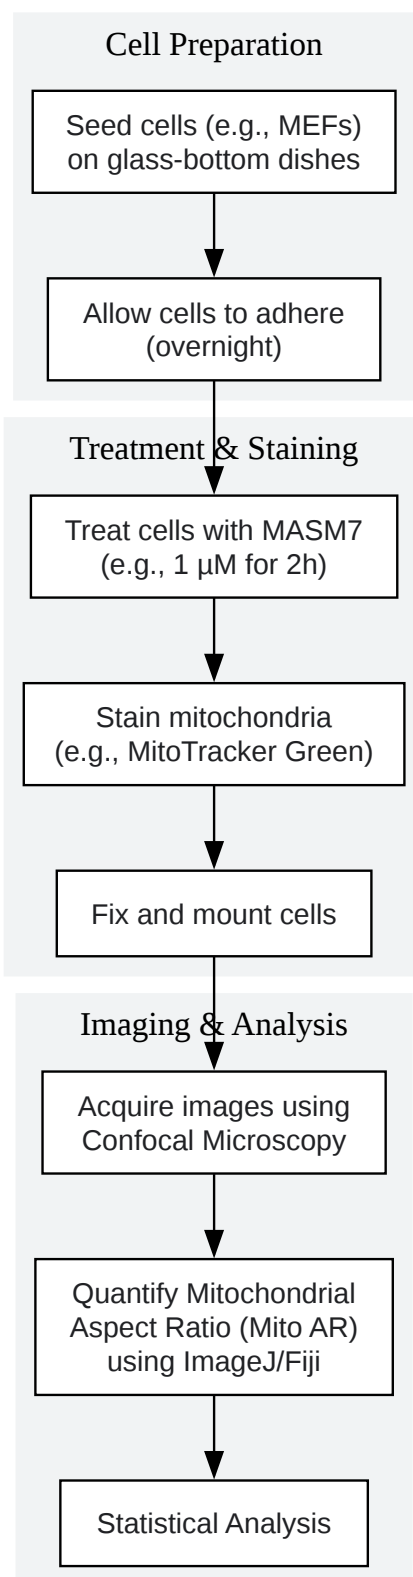 Cell Preparation
Seed cells (e.g., MEFs)
on glass-bottom dishes
Allow cells to adhere
(overnight)
Treatment & Staining
Treat cells with MASM7
(e.g., 1 µM for 2h)
Stain mitochondria
(e.g., MitoTracker Green)
Fix and mount cells
Imaging & Analysis
Acquire images using
Confocal Microscopy
Quantify Mitochondrial
Aspect Ratio (Mito AR)
using ImageJ/Fiji
Statistical Analysis